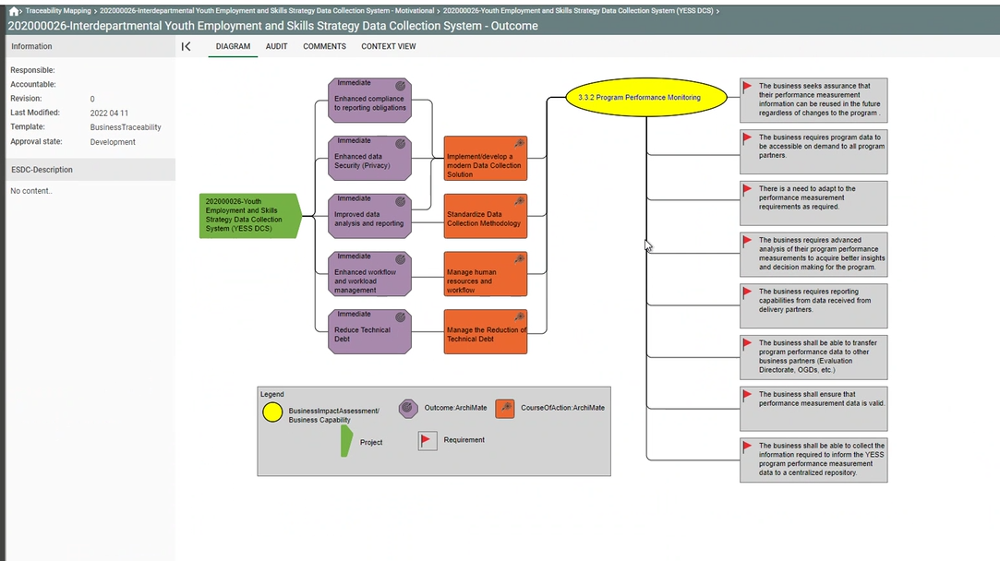 Traceability Mapping > 202000026-Interdepartmental Youth Employment and Skills Strategy Data Collection System - Motivational > 202000026-Youth Employment and Skills Strategy Data Collection System (YESS DCS) >
202000026-Interdepartmental Youth Employment and Skills Strategy Data Collection System - Outcome
Information
DIAGRAM AUDIT COMMENTS CONTEXT VIEW
Responsible:
Accountable:
Revision: 0
Last Modified: 2022 04 11
Template: BusinessTraceability
Approval state: Development
ESDC-Description
No content..
202000026-Youth
Employment and Skills
Strategy Data Collection
System (YESS DCS)
Immediate
Enhanced compliance
to reporting obligations
Immediate
Enhanced data
Security (Privacy)
Immediate
Improved data
analysis and reporting
Immediate
Enhanced workflow
and workload
management
Immediate
Reduce Technical
Debt
Implement/develop a
modern Data Collection
Solution
Standardize Data
Collection Methodology
Manage human
resources and
workflow
Manage the Reduction of
Technical Debt
3.3.2 Program Performance Monitoring
The business seeks assurance that
their performance measurement
information can be reused in the future
regardless of changes to the program .
The business requires program data to
be accessible on demand to all program
partners.
There is a need to adapt to the
performance measurement
requirements as required.
The business requires advanced
analysis of their program performance
measurements to acquire better insights
and decision making for the program.
The business requires reporting
capabilities from data received from
delivery partners.
The business shall be able to transfer
program performance data to other
business partners (Evaluation
Directorate, OGDs, etc.)
The business shall ensure that
performance measurement data is valid.
The business shall be able to collect the
information required to inform the YESS
program performance measurement
data to a centralized repository.
Legend
BusinessImpactAssessment/
Business Capability
Outcome:ArchiMate
CourseOfAction:ArchiMate
Project
Requirement